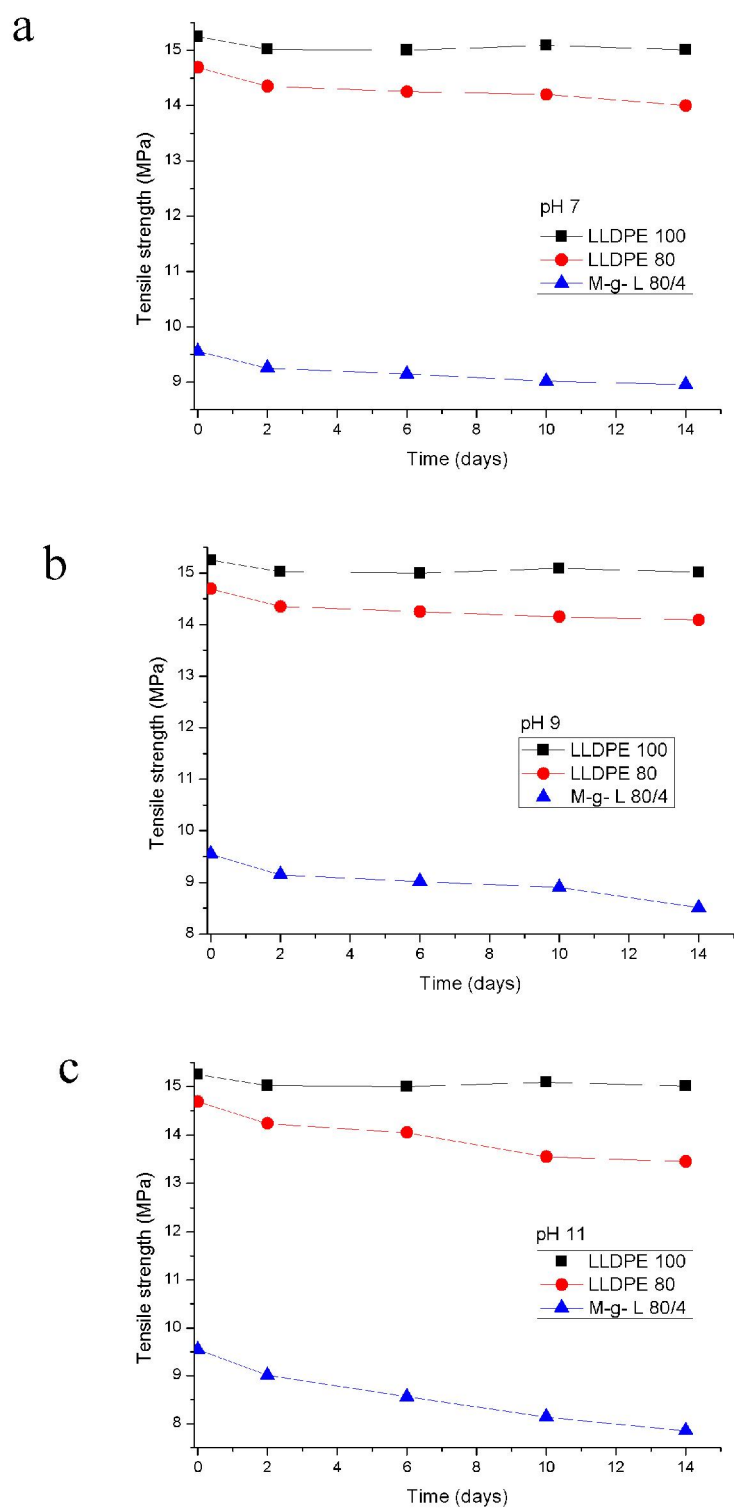 a
Tensile strength (MPa)
15
14
13
12
11
10
9
pH 7
LLDPE 100
LLDPE 80
M-g- L 80/4
0 2 4 6 8 10 12 14
Time (days)
b
Tensile strength (MPa)
15
14
13
12
11
10
9
8
pH 9
LLDPE 100
LLDPE 80
M-g- L 80/4
0 2 4 6 8 10 12 14
Time (days)
c
Tensile strength (MPa)
15
14
13
12
11
10
9
8
pH 11
LLDPE 100
LLDPE 80
M-g- L 80/4
0 2 4 6 8 10 12 14
Time (days)